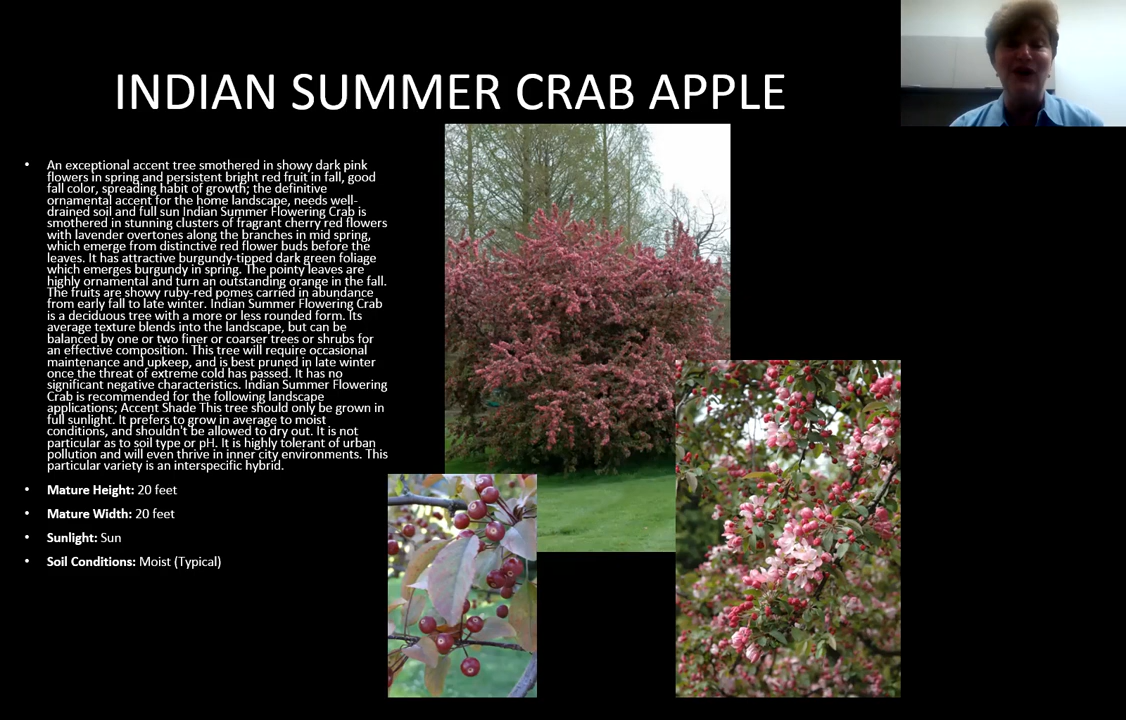 INDIAN SUMMER CRAB APPLE
• An exceptional accent tree smothered in showy dark pink
flowers in spring and persistent bright red fruit in fall, good
fall color, spreading habit of growth; the definitive
ornamental accent for the home landscape, needs well-
drained soil and full sun Indian Summer Flowering Crab is
smothered in stunning clusters of fragrant cherry red flowers
with lavender overtones along the branches in mid spring,
which emerge from distinctive red flower buds before the
leaves. It has attractive burgundy-tipped dark green foliage
which emerges burgundy in spring. The pointy leaves are
highly ornamental and turn an outstanding orange in the fall.
The fruits are showy ruby-red pomes carried in abundance
from early fall to late winter. Indian Summer Flowering Crab
is a deciduous tree with a more or less rounded form. Its
average texture blends into the landscape, but can be
balanced by one or two finer or coarser trees or shrubs for
an effective composition. This tree will require occasional
maintenance and upkeep, and is best pruned in late winter
once the threat of extreme cold has passed. It has no
significant negative characteristics. Indian Summer Flowering
Crab is recommended for the following landscape
applications; Accent Shade This tree should only be grown in
full sunlight. It prefers to grow in average to moist
conditions, and shouldn't be allowed to dry out. It is not
particular as to soil type or pH. It is highly tolerant of urban
pollution and will even thrive in inner city environments. This
particular variety is an interspecific hybrid.
• Mature Height: 20 feet
• Mature Width: 20 feet
• Sunlight: Sun
• Soil Conditions: Moist (Typical)